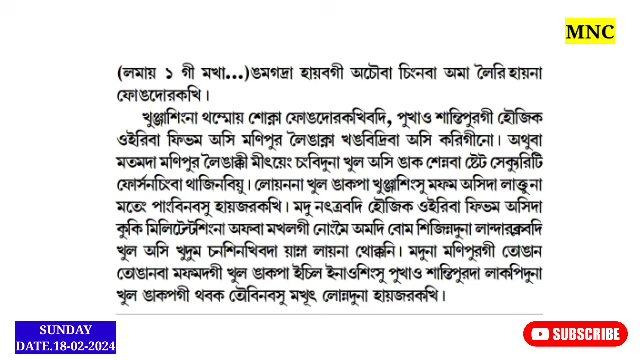 MNC
(লমায় ১ গী মখা...)ঙমগদ্রা হায়বগী অচৌবা চিংনবা অমা লৈরি হায়না
ফোঙদোরকখি।
খুঞ্জাশিংনা থম্মোয় শোক্না ফোঙদোরকখিবদি, পুখাও শান্তিপুরগী হৌজিক
ওইরিবা ফিভম অসি মণিপুর লৈঙাক্না খঙবিদ্রিবা অসি করিগীনো। অথুবা
মতমদা মণিপুর লৈঙাক্কী মীৎয়েং চংবিদুনা খুল অসি ঙাক শেন্নবা ষ্টেট সেক্যুরিটি
ফোর্সনচিংবা থাজিনবিয়ু। লোয়ননা খুল ঙাকপা খুঞ্জাশিংসু মফম অসিদা লাক্তুনা
মতেং পাংবিনবসু হায়জরকখি। মদু নৎত্রবদি হৌজিক ওইরিবা ফিভম অসিদা
কুকি মিলিটেন্টেশিংনা অফবা মখলগী নোংমৈ অমদি বোম শিজিন্নদুনা লান্দারক্লবদি
খুল অসি খুদুম চনশিনখিবদা য়াম্না লায়না থোক্কনি। মদুনা মণিপুরগী তোঙান
তোঙানবা মফমদগী খুল ঙাকপা ইচিল ইনাওশিংসু পুখাও শান্তিপুরদা লাকপিদুনা
খুল ঙাকপগী থবক তৌবিনবসু মখূৎ লোন্নদুনা হায়জরকখি।
SUNDAY
DATE.18-02-2024
SUBSCRIBE